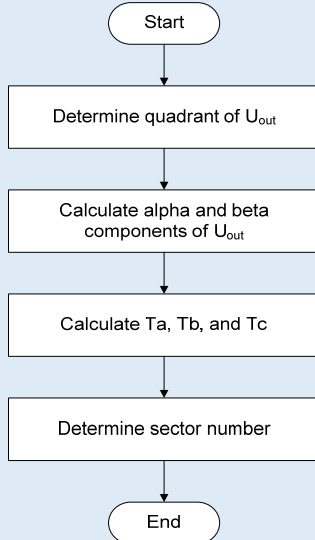 Start
Determine quadrant of Uout
Calculate alpha and beta
components of Uout
Calculate Ta, Tb, and Tc
Determine sector number
End